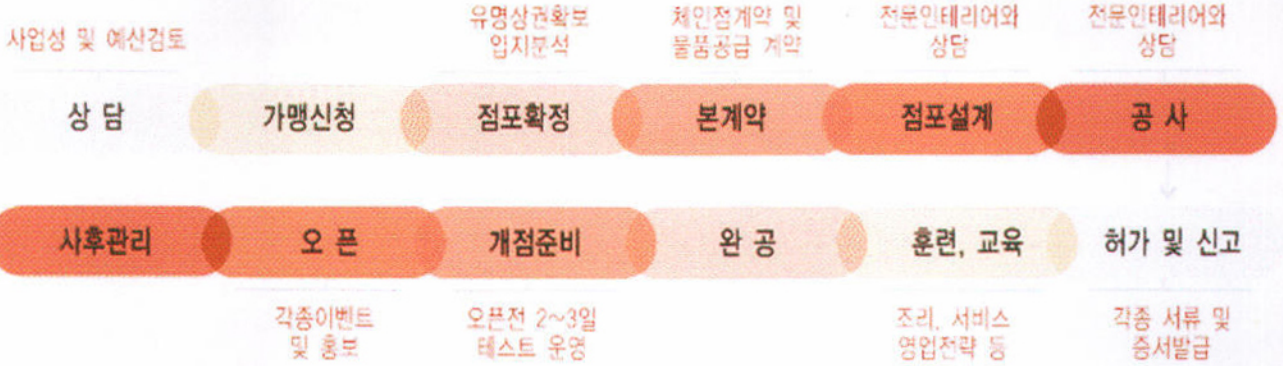 사업성 및 예산검토
유명상권확보
입지분석
체인점계약 및
물품공급 계약
전문인테리어와
상담
전문인테리어와
상담
상 담
가맹신청
점포확정
본계약
점포설계
공 사
사후관리
오 픈
개점준비
완 공
훈련, 교육
허가 및 신고
각종이벤트
및 홍보
오픈전 2~3일
테스트 운영
조리, 서비스
영업전략 등
각종 서류 및
증서발급